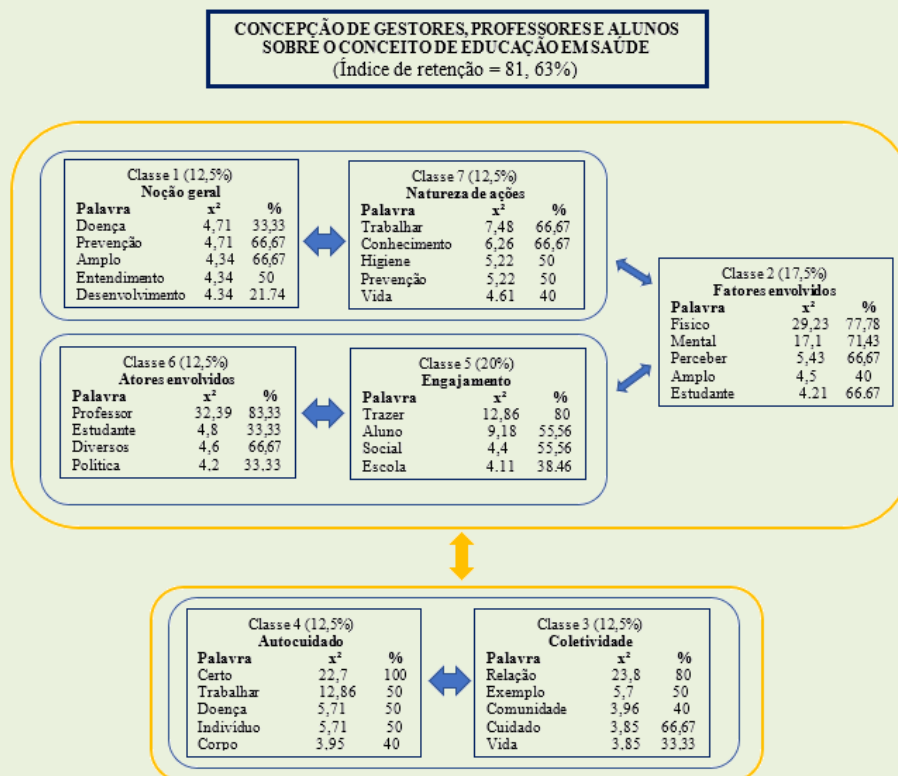 CONCEPÇÃO DE GESTORES, PROFESSORES E ALUNOS
SOBRE O CONCEITO DE EDUCAÇÃO EM SAÚDE
(Índice de retenção = 81, 63%)
Classe 1 (12,5%)
Noção geral
Palavra x² %
Doença 4,71 33,33
Prevenção 4,71 66,67
Amplo 4,34 66,67
Entendimento 4,34 50
Desenvolvimento 4.34 21.74
Classe 7 (12,5%)
Natureza de ações
Palavra x² %
Trabalhar 7,48 66,67
Conhecimento 6,26 66,67
Higiene 5,22 50
Prevenção 5,22 50
Vida 4.61 40
Classe 2 (17,5%)
Fatores envolvidos
Palavra x² %
Físico 29,23 77,78
Mental 17,1 71,43
Perceber 5,43 66,67
Amplo 4,5 40
Estudante 4.21 66.67
Classe 6 (12,5%)
Atores envolvidos
Palavra x² %
Professor 32,39 83,33
Estudante 4,8 33,33
Diversos 4,6 66,67
Política 4,2 33,33
Classe 5 (20%)
Engajamento
Palavra x² %
Trazer 12,86 80
Aluno 9,18 55,56
Social 4,4 55,56
Escola 4.11 38.46
Classe 4 (12,5%)
Autocuidado
Palavra x² %
Certo 22,7 100
Trabalhar 12,86 50
Doença 5,71 50
Indivíduo 5,71 50
Corpo 3,95 40
Classe 3 (12,5%)
Coletividade
Palavra x² %
Relação 23,8 80
Exemplo 5,7 50
Comunidade 3,96 40
Cuidado 3,85 66,67
Vida 3,85 33.33